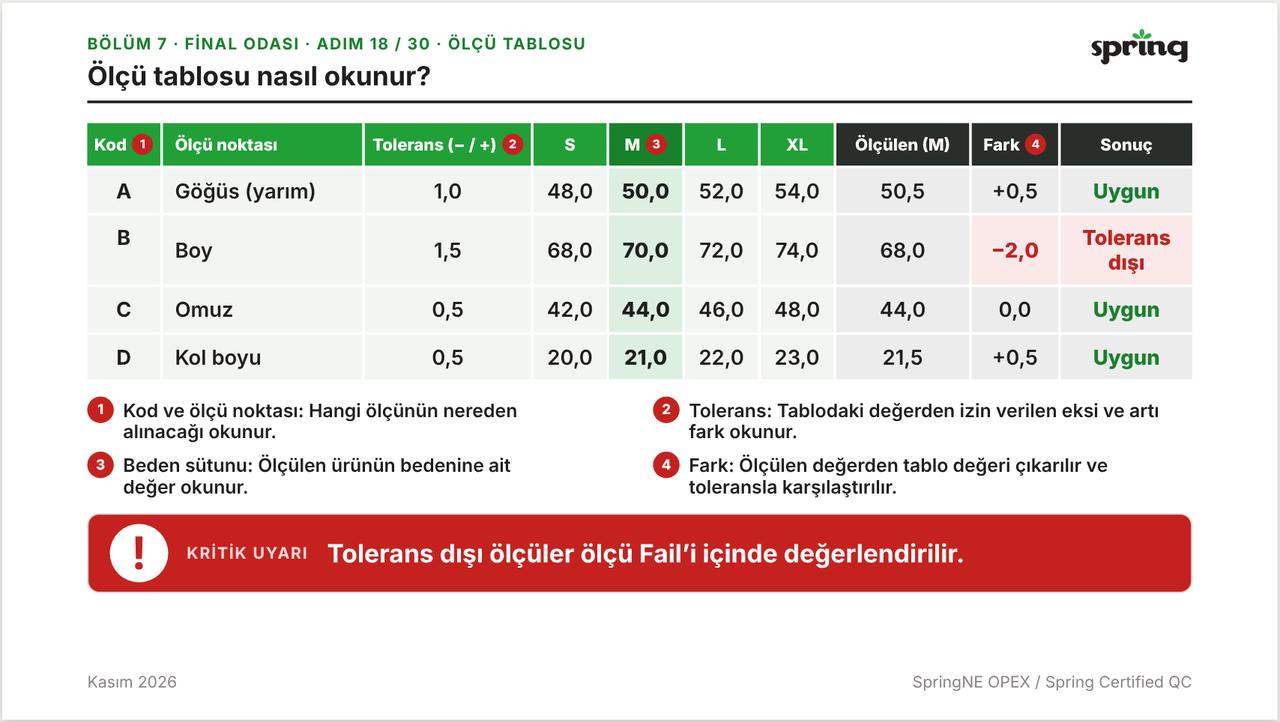 BÖLÜM 7 · FİNAL ODASI · ADIM 18 / 30 · ÖLÇÜ TABLOSU
spring
Ölçü tablosu nasıl okunur?
Kod 1 Ölçü noktası Tolerans (− / +) 2 S M 3 L XL Ölçülen (M) Fark 4 Sonuç
A Göğüs (yarım) 1,0 48,0 50,0 52,0 54,0 50,5 +0,5 Uygun
B Boy 1,5 68,0 70,0 72,0 74,0 68,0 −2,0 Tolerans
dışı
C Omuz 0,5 42,0 44,0 46,0 48,0 44,0 0,0 Uygun
D Kol boyu 0,5 20,0 21,0 22,0 23,0 21,5 +0,5 Uygun
1 Kod ve ölçü noktası: Hangi ölçünün nereden
alınacağı okunur.
2 Tolerans: Tablodaki değerden izin verilen eksi ve artı
fark okunur.
3 Beden sütunu: Ölçülen ürünün bedenine ait
değer okunur.
4 Fark: Ölçülen değerden tablo değeri çıkarılır ve
toleransla karşılaştırılır.
! KRİTİK UYARI Tolerans dışı ölçüler ölçü Fail’i içinde değerlendirilir.
Kasım 2026
SpringNE OPEX / Spring Certified QC